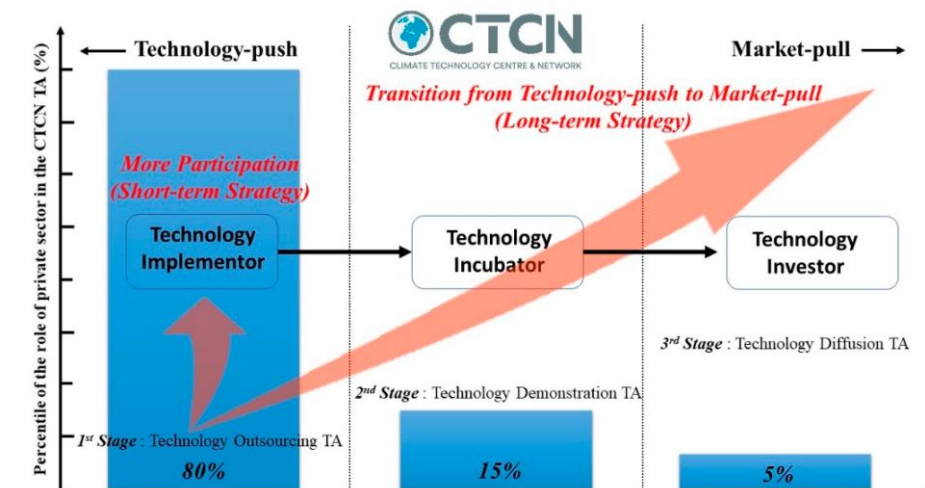 Technology-push
CTCN
CLIMATE TECHNOLOGY CENTRE & NETWORK
Market-pull
Percentile of the role of private sector in the CTCN TA (%)
Transition from Technology-push to Market-pull
(Long-term Strategy)
More Participation
(Short-term Strategy)
Technology
Implementor
Technology
Incubator
Technology
Investor
3rd Stage : Technology Diffusion TA
2nd Stage : Technology Demonstration TA
1st Stage : Technology Outsourcing TA
80%
15%
5%